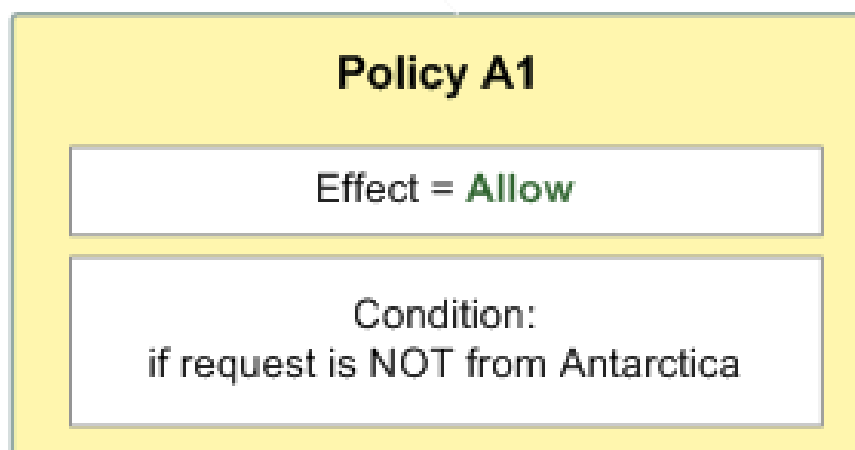 Policy A1
Effect = Allow
Condition:
if request is NOT from Antarctica